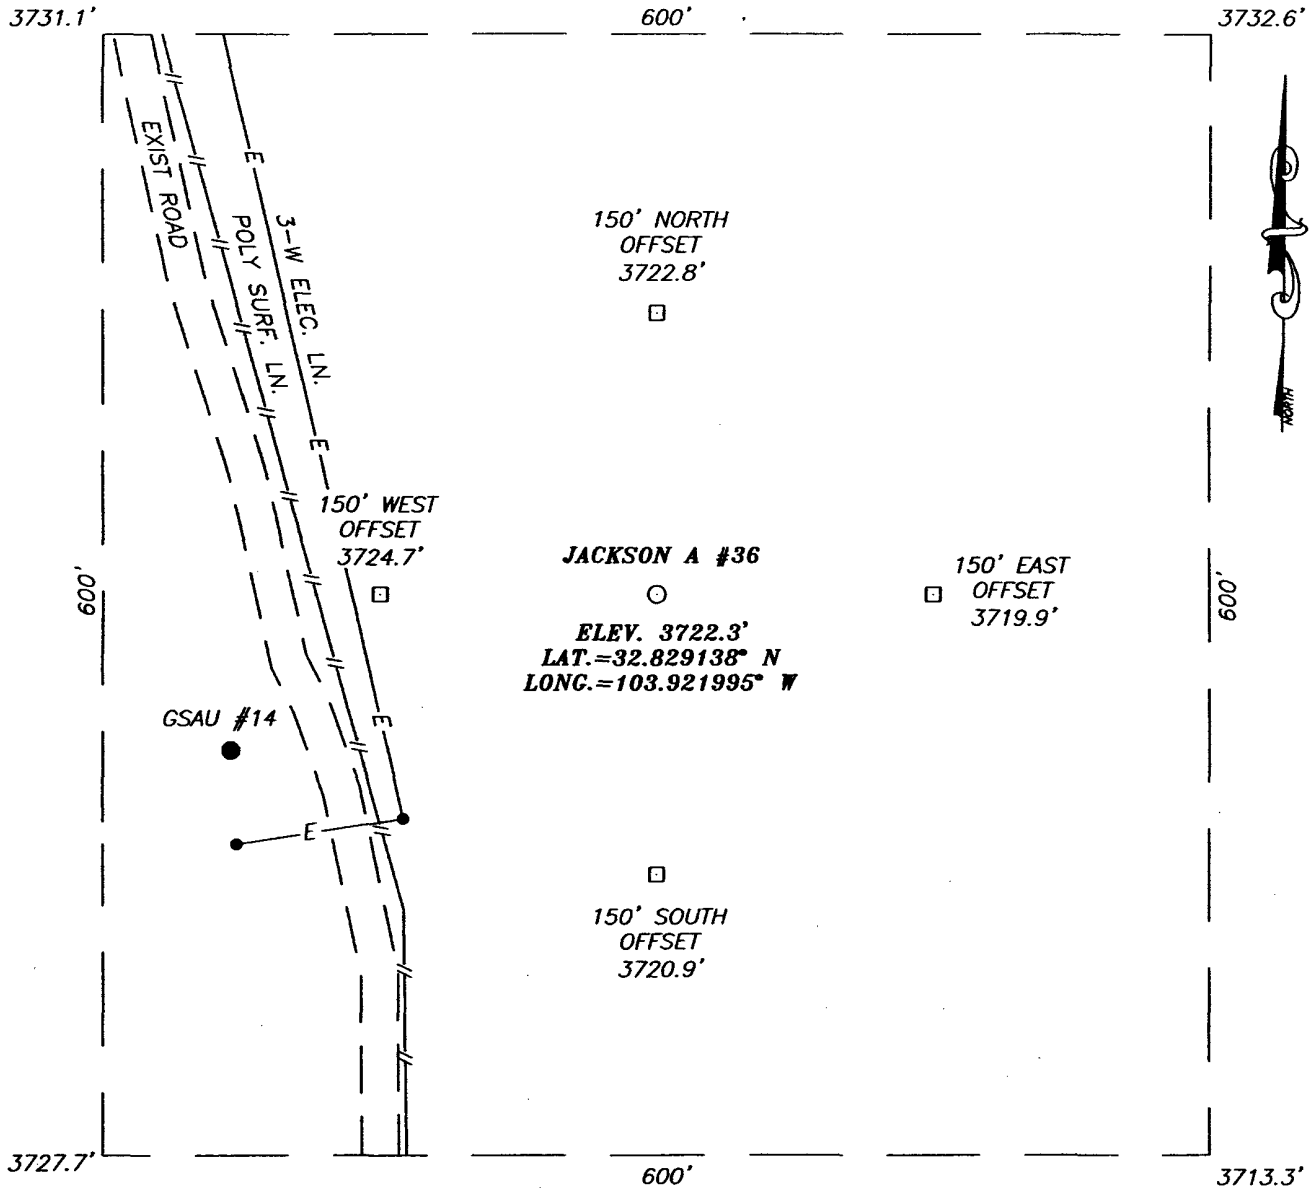 3731.1'
600'
3732.6'
EXIST ROAD
POLY SURF. LN.
3-W ELEC. LN.
E
E
E
E
150' NORTH
OFFSET
3722.8'
NORTH
150' WEST
OFFSET
3724.7'
JACKSON A #36
ELEV. 3722.3'
LAT.=32.829138° N
LONG.=103.921995° W
150' EAST
OFFSET
3719.9'
600'
600'
GSAU #14
150' SOUTH
OFFSET
3720.9'
3727.7'
600'
3713.3'